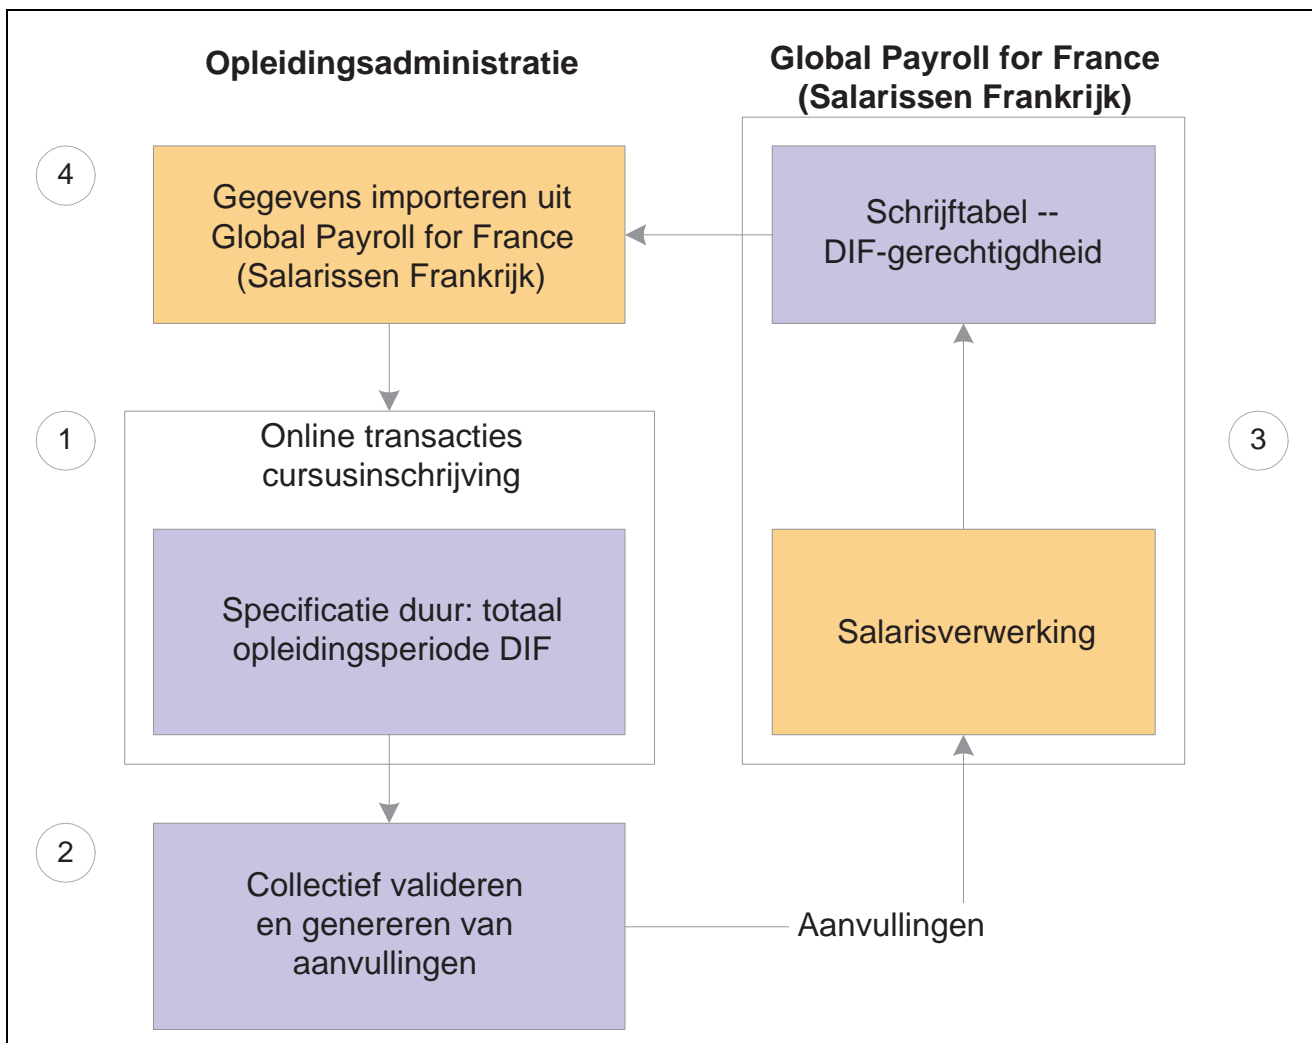 Opleidingsadministratie
Global Payroll for France
(Salarissen Frankrijk)
4
Gegevens importeren uit
Global Payroll for France
(Salarissen Frankrijk)
Schrijftabel --
DIF-gerechtigdheid
1
Online transacties
cursusinschrijving
3
Specificatie duur: totaal
opleidingsperiode DIF
Salarisverwerking
2
Collectief valideren
en genereren van
aanvullingen
Aanvullingen